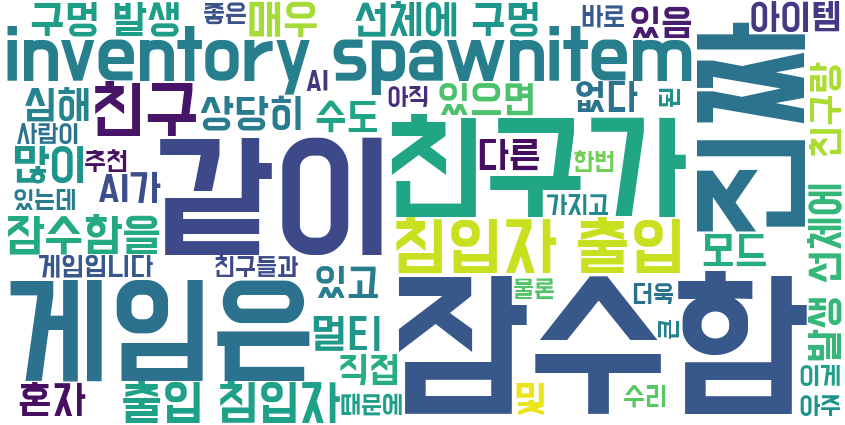 구멍 발생 좋은 매우 선체에 구멍 바로 있음 아이템
inventory spawnitem 진짜
심해 친구 상당히 AI 수도 아직 있으면 없다 권 친구랑
사람이
많이 추천 AI가 같이 친구가 다른 한번
있는데 가지고
잠수함을 침입자 출입 모드 선체에
게임입니다 친구들과 있고 물론 더욱 큰 발생
게임은 멀티 잠수함
직접 이게
혼자 출입 침입자 때문에 및 수리 아주